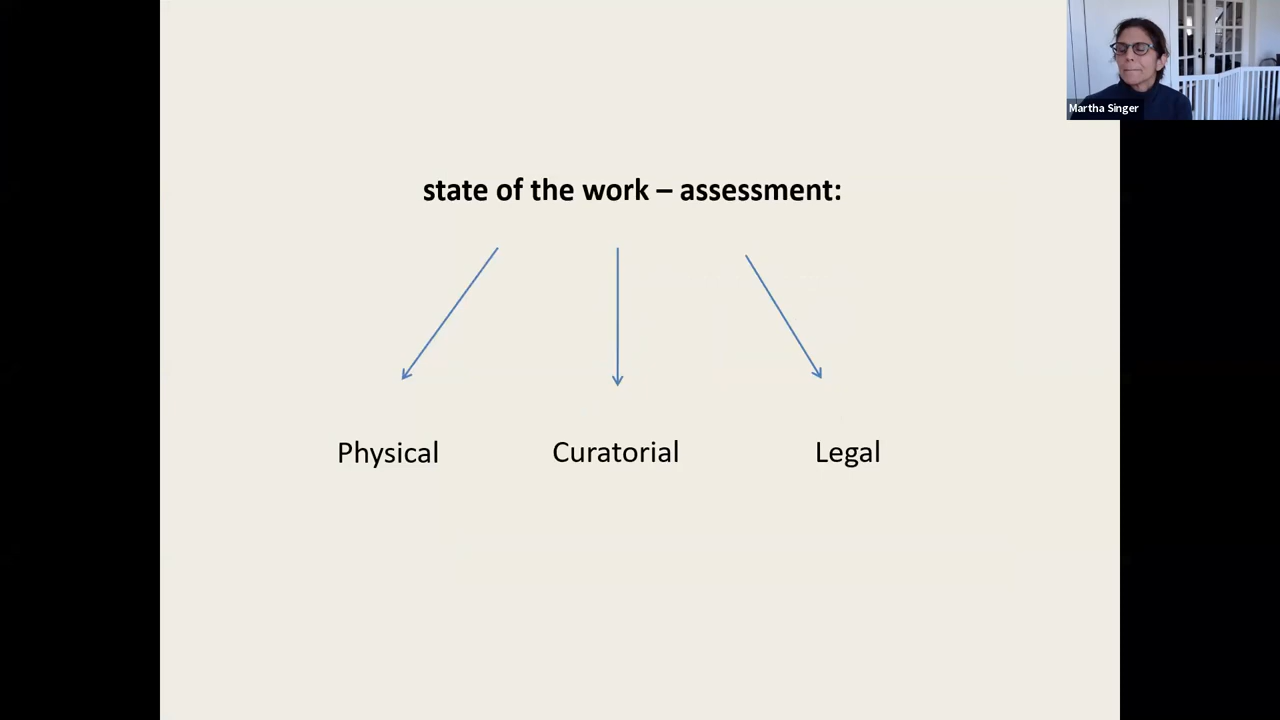 Martha Singer
state of the work – assessment:
Physical
Curatorial
Legal